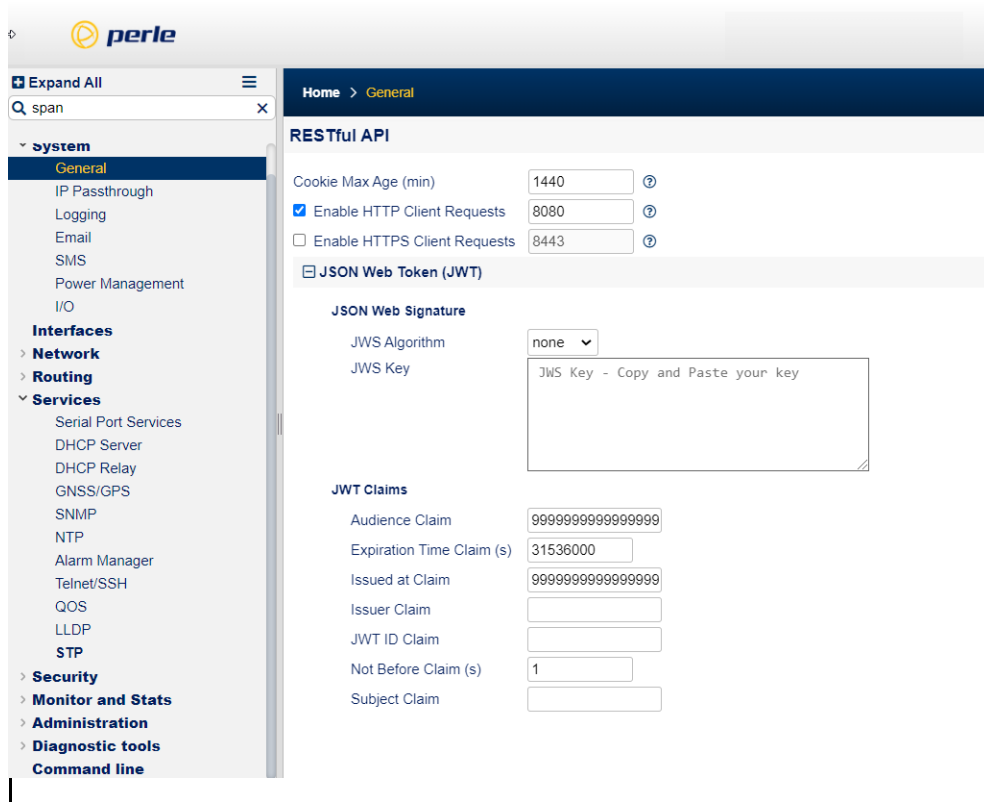 perle
Expand All
span
System
General
IP Passthrough
Logging
Email
SMS
Power Management
I/O
Interfaces
Network
Routing
Services
Serial Port Services
DHCP Server
DHCP Relay
GNSS/GPS
SNMP
NTP
Alarm Manager
Telnet/SSH
QOS
LLDP
STP
Security
Monitor and Stats
Administration
Diagnostic tools
Command line
Home > General
RESTful API
Cookie Max Age (min) 1440
Enable HTTP Client Requests 8080
Enable HTTPS Client Requests 8443
JSON Web Token (JWT)
JSON Web Signature
JWS Algorithm none
JWS Key JWS Key - Copy and Paste your key
JWT Claims
Audience Claim 9999999999999999
Expiration Time Claim (s) 31536000
Issued at Claim 9999999999999999
Issuer Claim
JWT ID Claim
Not Before Claim (s) 1
Subject Claim